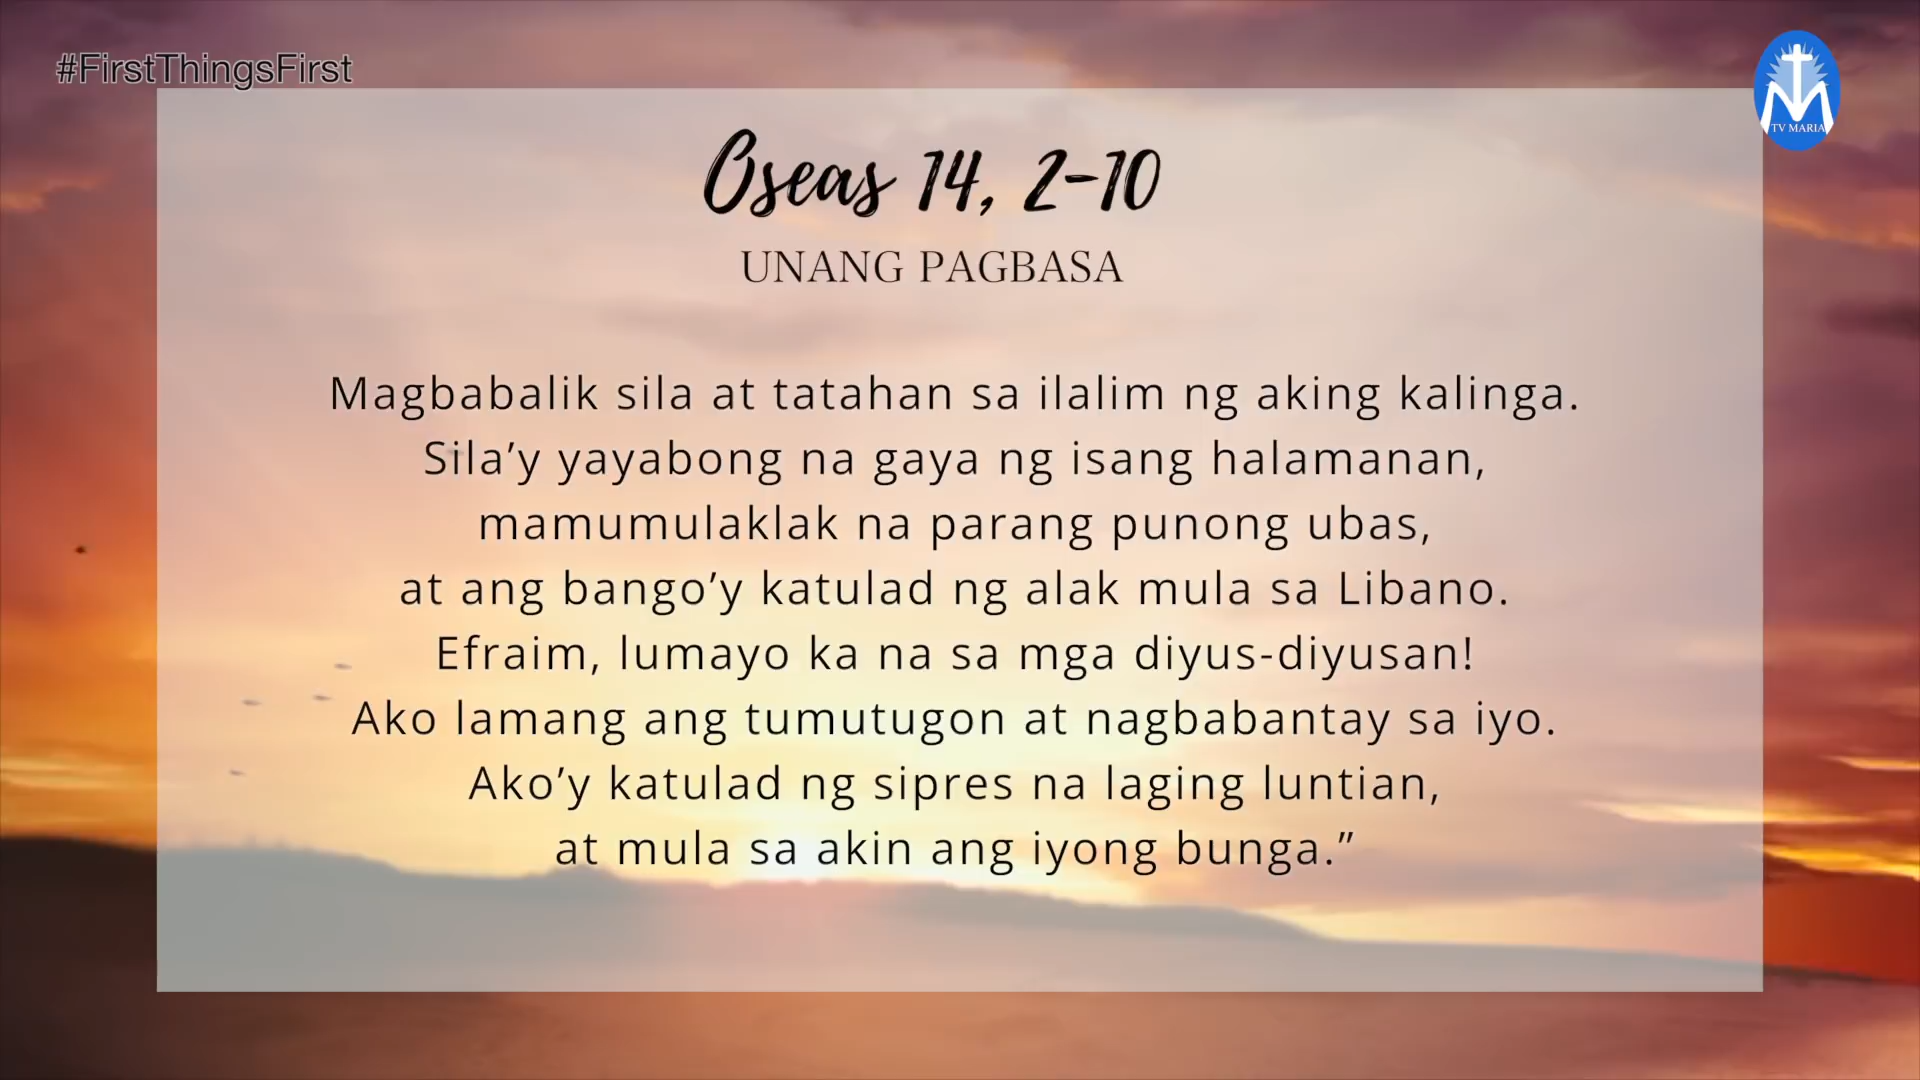 #FirstThingsFirst
TV MARIA
Oseas 14, 2-10
UNANG PAGBASA
Magbabalik sila at tatahan sa ilalim ng aking kalinga.
Sila’y yayabong na gaya ng isang halamanan,
mamumulaklak na parang punong ubas,
at ang bango’y katulad ng alak mula sa Libano.
Efraim, lumayo ka na sa mga diyus-diyusan!
Ako lamang ang tumutugon at nagbabantay sa iyo.
Ako’y katulad ng sipres na laging luntian,
at mula sa akin ang iyong bunga.”